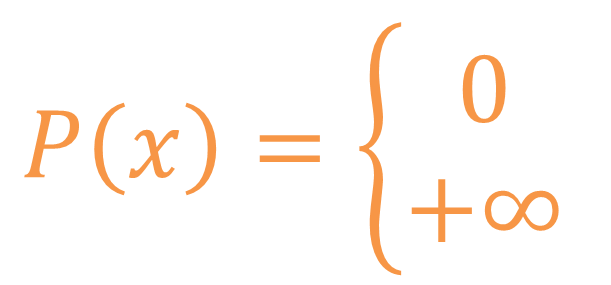 P(x) = { 0
+∞